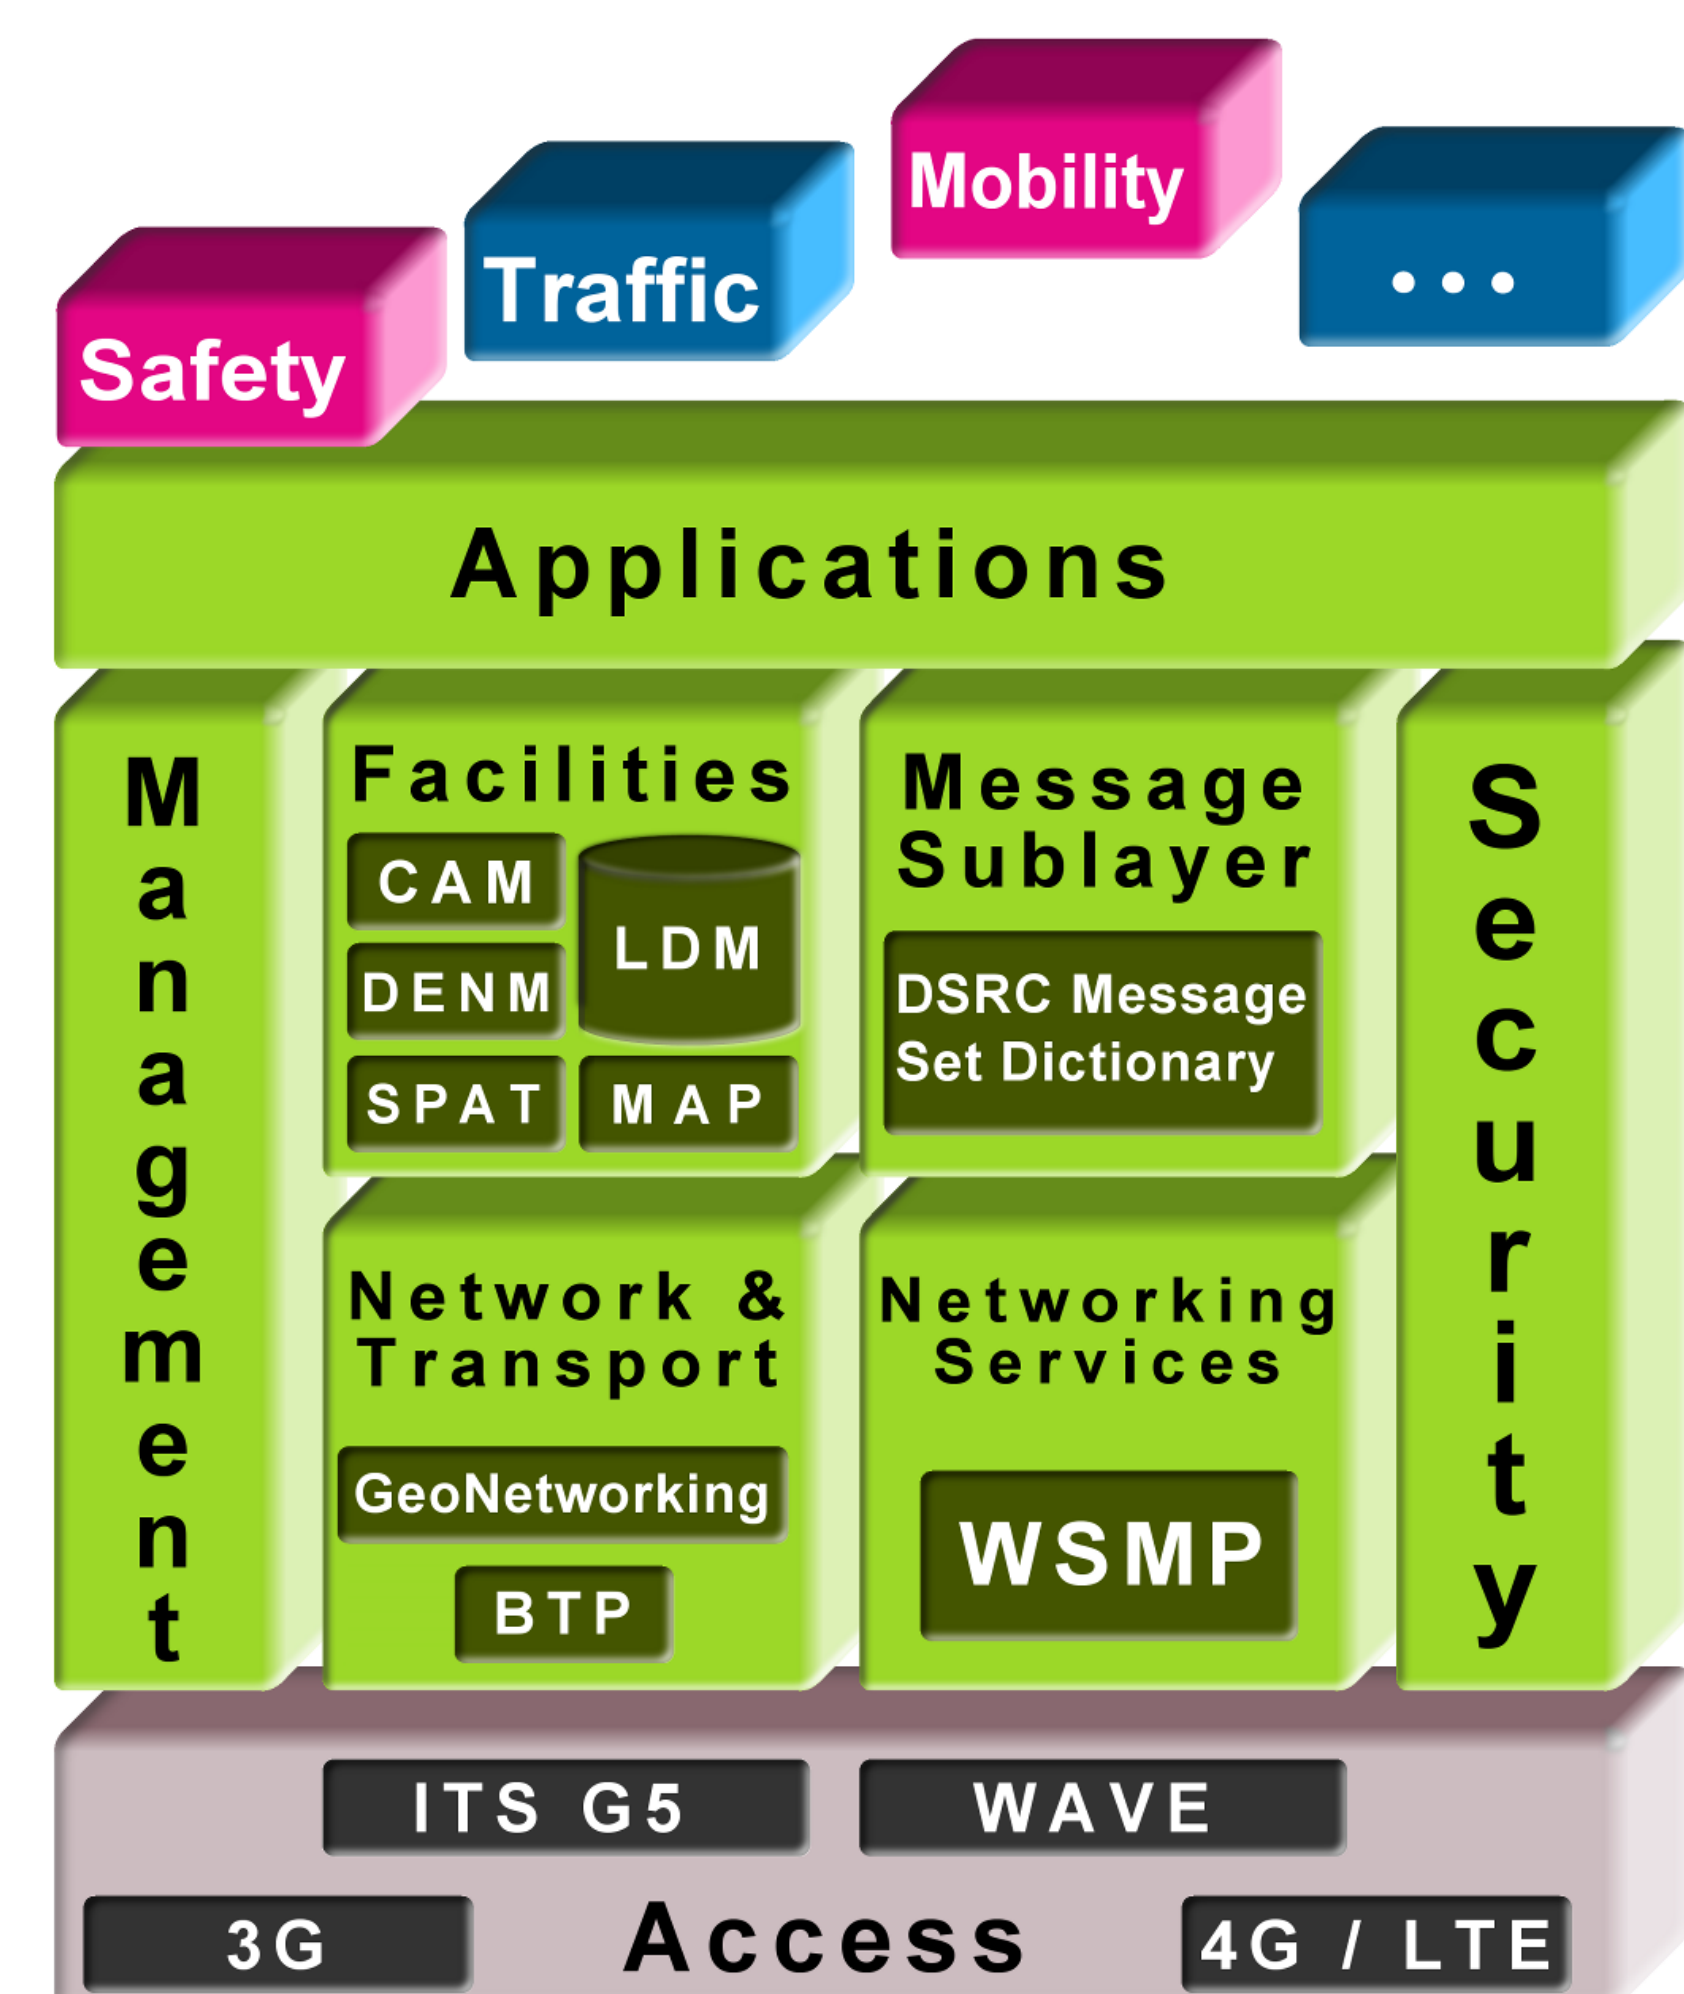 Mobility
Traffic
...
Safety
Applications
Management
Facilities
CAM
LDM
DENM
SPAT
MAP
Message
Sublayer
DSRC Message
Set Dictionary
Network &
Transport
GeoNetworking
BTP
Networking
Services
WSMP
Security
ITS G5
WAVE
3G
Access
4G / LTE